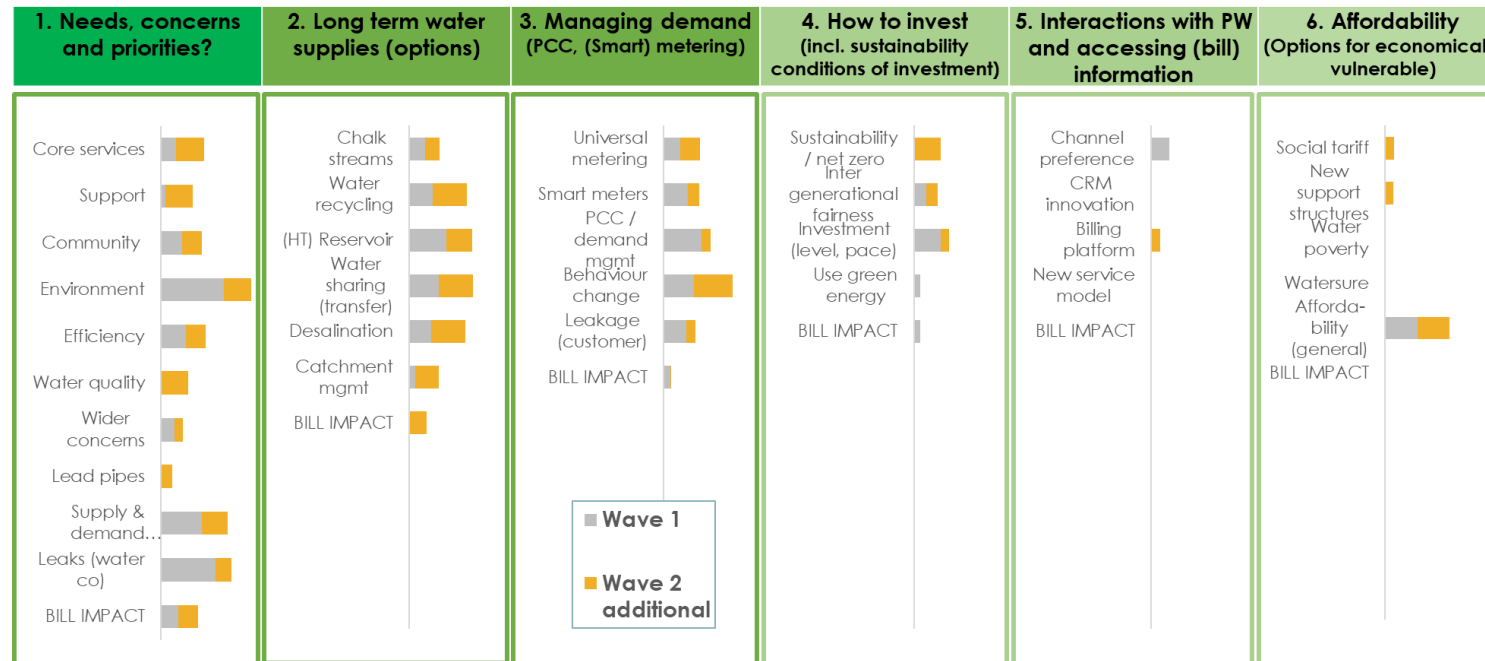 1. Needs, concerns
and priorities?
2. Long term water
supplies (options)
3. Managing demand
(PCC, (Smart) metering)
4. How to invest
(incl. sustainability
conditions of investment)
5. Interactions with PW
and accessing (bill)
information
6. Affordability
(Options for economical
vulnerable)
Core services
Support
Community
Environment
Efficiency
Water quality
Wider
concerns
Lead pipes
Supply & 
demand...
Leaks (water
co)
BILL IMPACT
Chalk
streams
Water
recycling
(HT) Reservoir
Water
sharing
(transfer)
Desalination
Catchment
mgmt
BILL IMPACT
Universal
metering
Smart meters
PCC /
demand
mgmt
Behaviour
change
Leakage
(customer)
BILL IMPACT
Wave 1
Wave 2
additional
Sustainability
/ net zero
Inter
generational
fairness
Investment
(level, pace)
Use green
energy
BILL IMPACT
Channel
preference
CRM
innovation
Billing
platform
New service
model
BILL IMPACT
Social tariff
New
support
structures
Water
poverty
Watersure
Afforda-
bility
(general)
BILL IMPACT